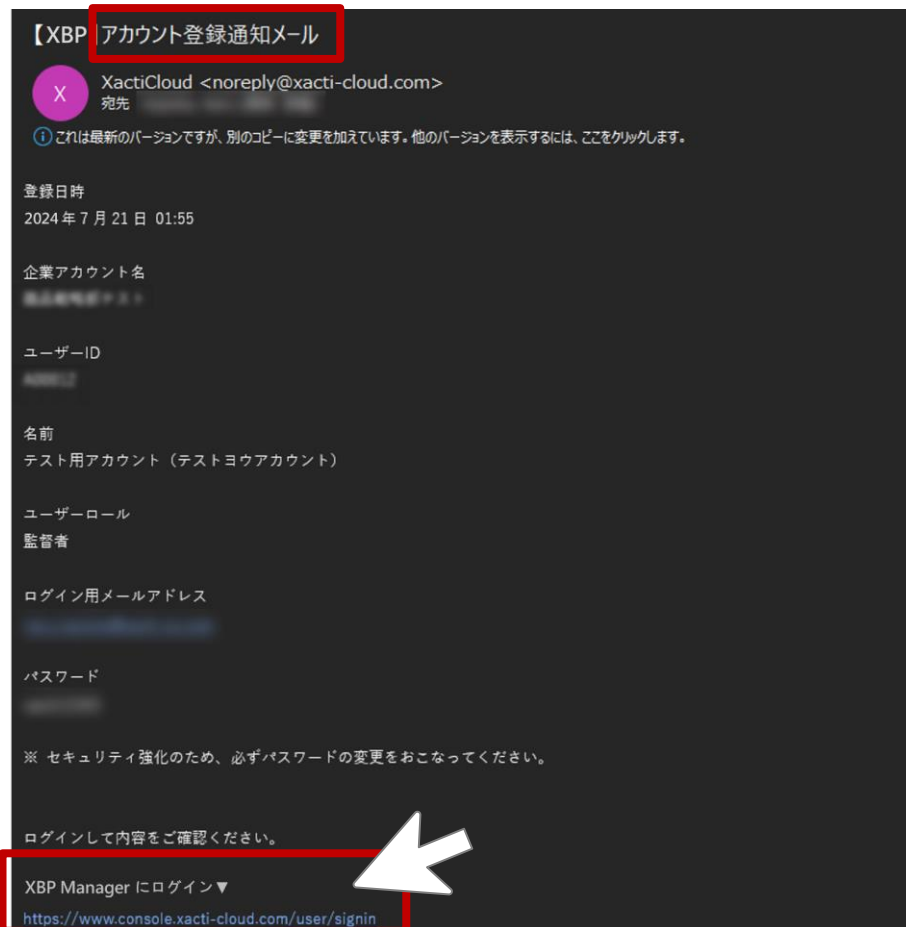 【XBP】アカウント登録通知メール
X
XactiCloud <noreply@xacti-cloud.com>
宛先
これは最新のバージョンですが、別のコピーに変更を加えています。他のバージョンを表示するには、ここをクリックします。
登録日時
2024年7月21日 01:55
企業アカウント名
ユーザーID
名前
テスト用アカウント（テストヨウアカウント）
ユーザーロール
監督者
ログイン用メールアドレス
パスワード
※ セキュリティ強化のため、必ずパスワードの変更をおこなってください。
ログインして内容をご確認ください。
XBP Manager にログイン▼
https://www.console.xacti-cloud.com/user/signin